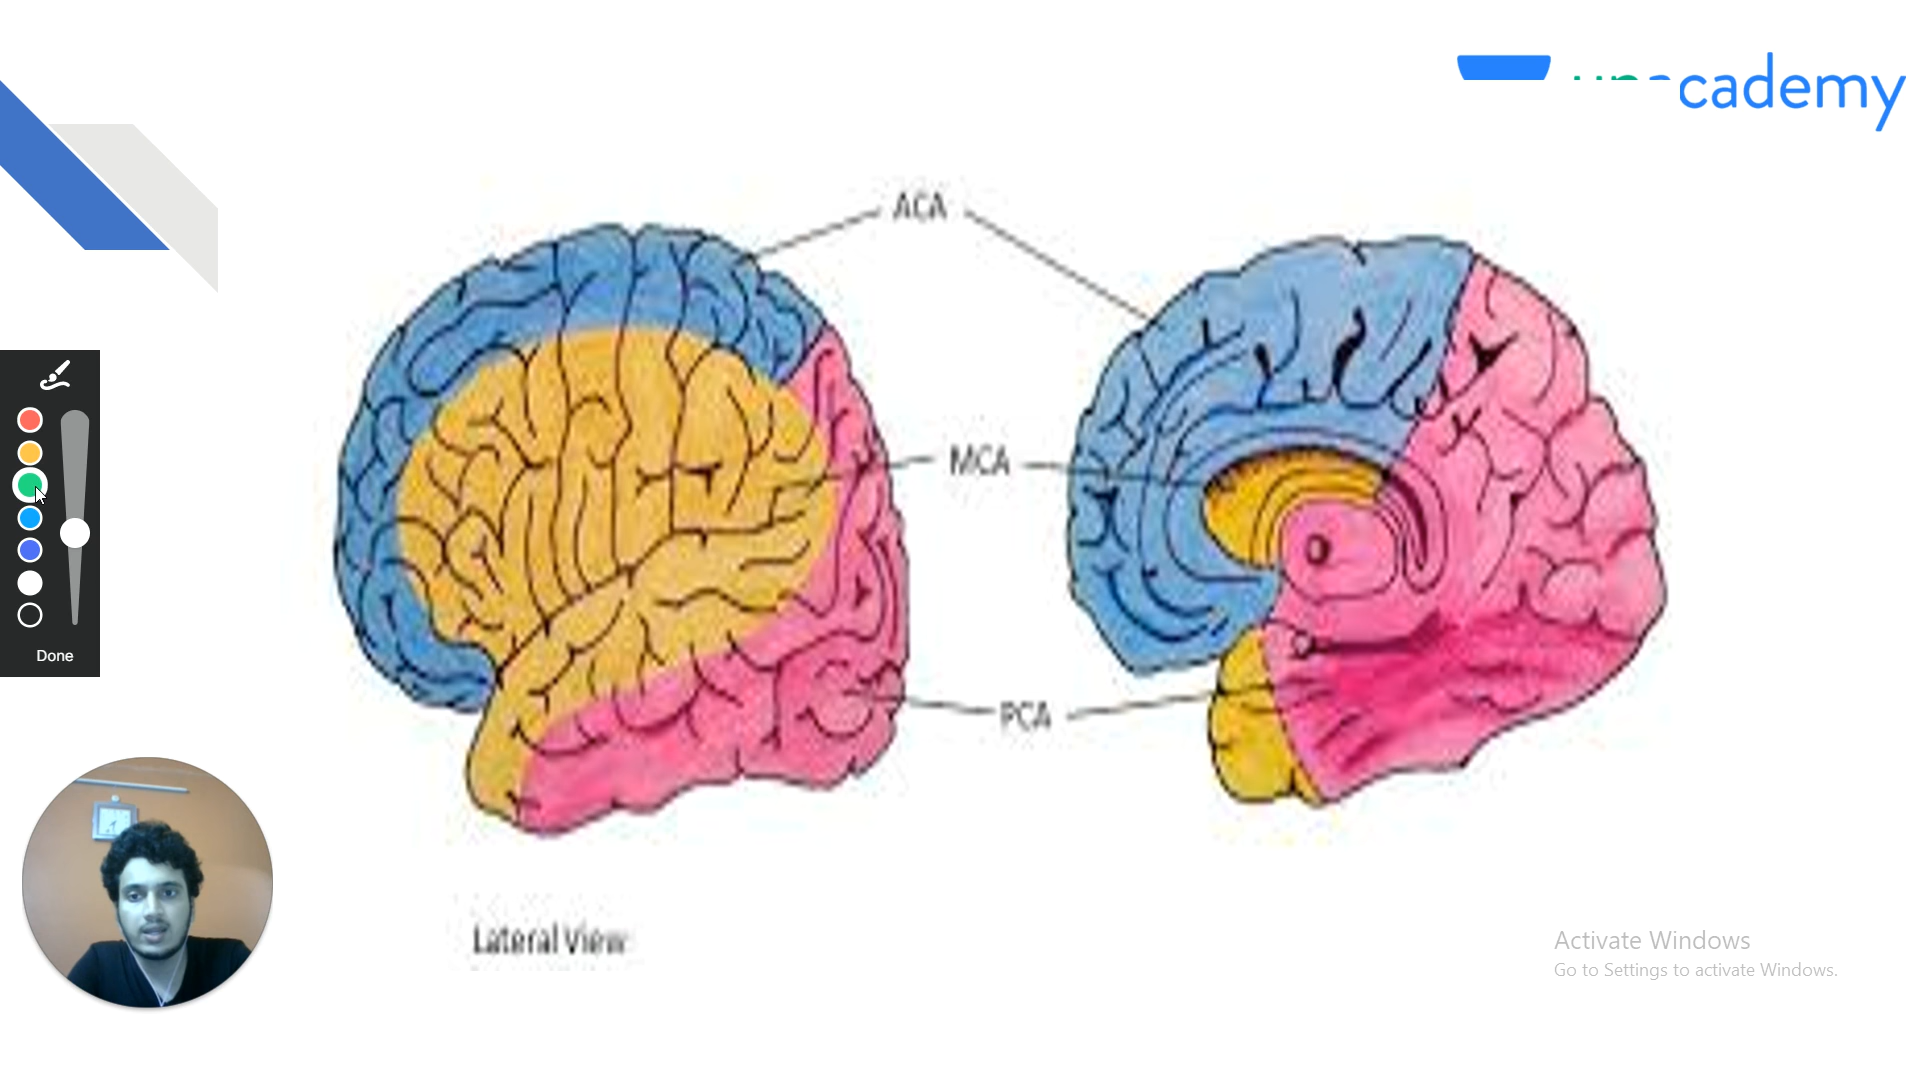 cademy
ACA
MCA
PCA
Lateral View
Done
Activate Windows
Go to Settings to activate Windows.